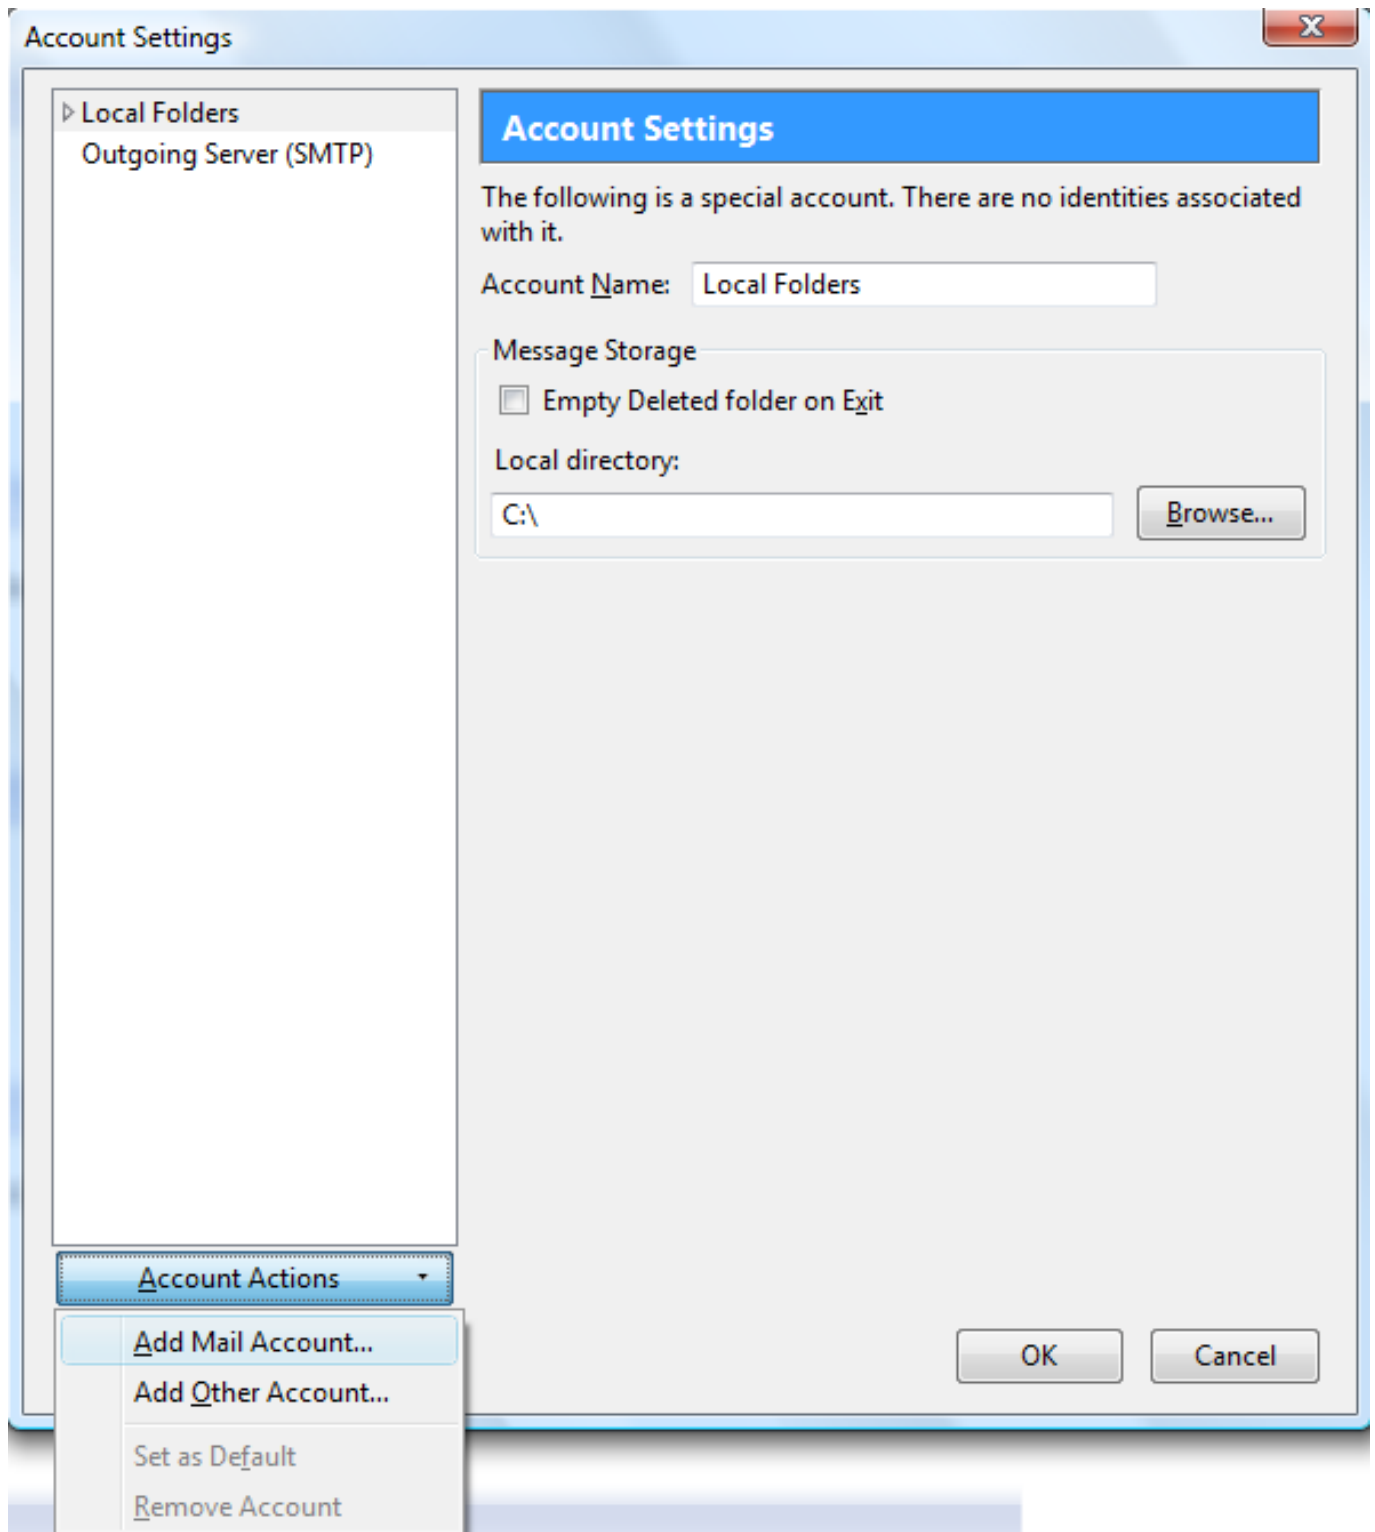 Account Settings
X
Local Folders
Outgoing Server (SMTP)
Account Settings
The following is a special account. There are no identities associated
with it.
Account Name: Local Folders
Message Storage
Empty Deleted folder on Exit
Local directory:
C:\
Browse...
Account Actions
Add Mail Account...
Add Other Account...
Set as Default
Remove Account
OK
Cancel